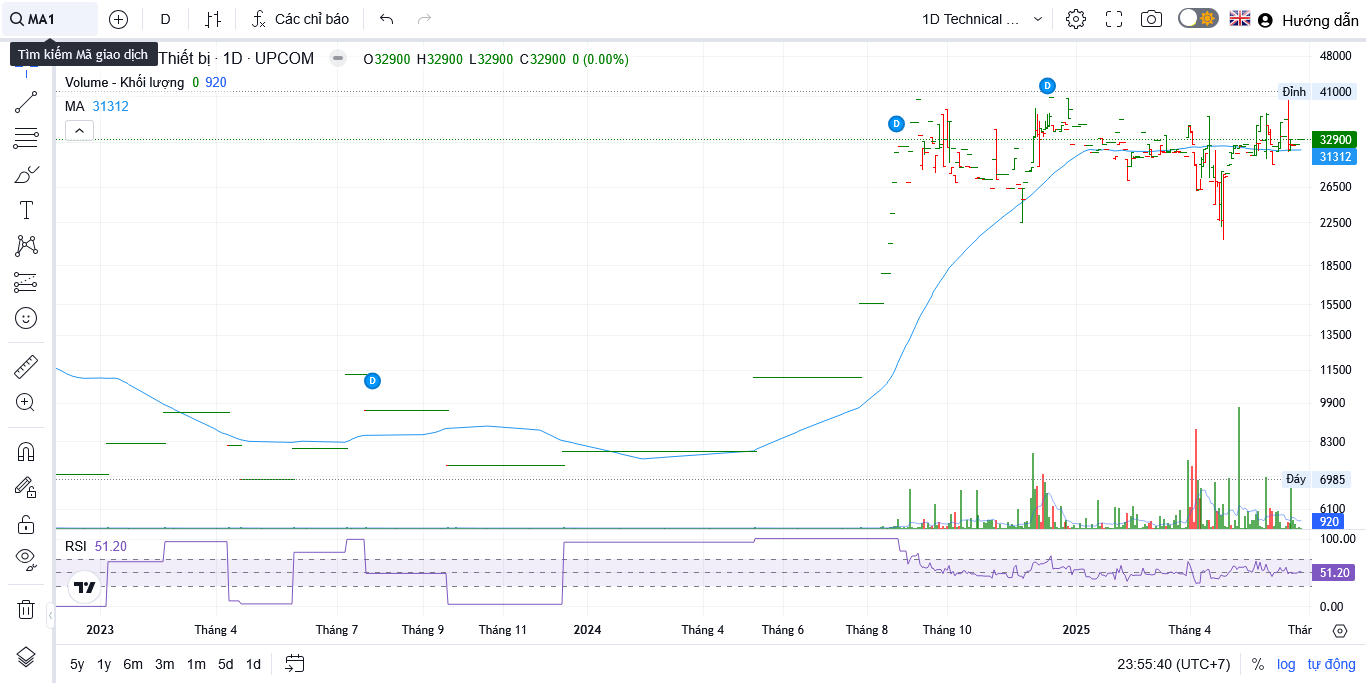 MA1
D
Các chỉ báo
1D Technical ...
Hướng dẫn
Tìm kiếm Mã giao dịch
Thiết bị · 1D · UPCOM
O32900 H32900 L32900 C32900 0 (0.00%)
Volume - Khối lượng 0 920
MA 31312
48000
Đỉnh 41000
32900
31312
26500
22500
18500
15500
13500
11500
9900
8300
Đáy 6985
6100
920
D
D
D
RSI 51.20
100.00
51.20
0.00
2023 Tháng 4 Tháng 7 Tháng 9 Tháng 11 2024 Tháng 4 Tháng 6 Tháng 8 Tháng 10 2025 Tháng 4 Thár
5y 1y 6m 3m 1m 5d 1d
23:55:40 (UTC+7) % log tự động